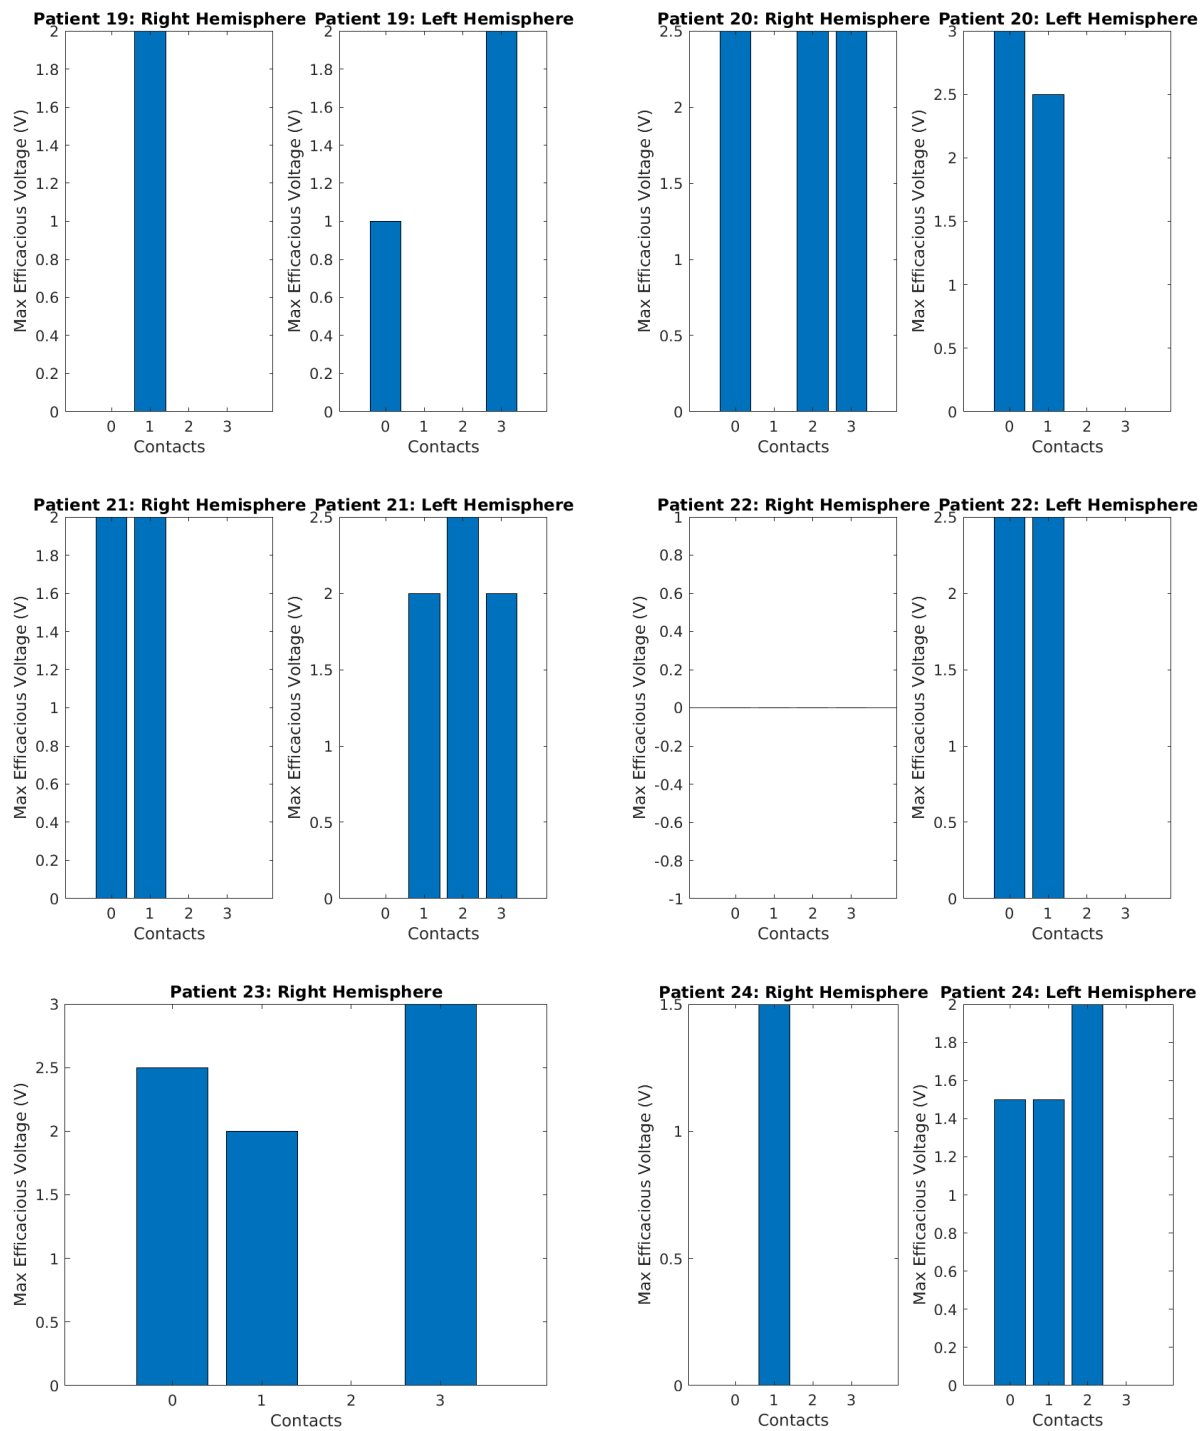 Patient 19: Right Hemisphere
Max Efficacious Voltage (V)
2
1.8
1.6
1.4
1.2
1
0.8
0.6
0.4
0.2
0
0 1 2 3
Contacts
Patient 19: Left Hemisphere
Max Efficacious Voltage (V)
2
1.8
1.6
1.4
1.2
1
0.8
0.6
0.4
0.2
0
0 1 2 3
Contacts
Patient 20: Right Hemisphere
Max Efficacious Voltage (V)
2.5
2
1.5
1
0.5
0
0 1 2 3
Contacts
Patient 20: Left Hemisphere
Max Efficacious Voltage (V)
3
2.5
2
1.5
1
0.5
0
0 1 2 3
Contacts
Patient 21: Right Hemisphere
Max Efficacious Voltage (V)
2
1.8
1.6
1.4
1.2
1
0.8
0.6
0.4
0.2
0
0 1 2 3
Contacts
Patient 21: Left Hemisphere
Max Efficacious Voltage (V)
2.5
2
1.5
1
0.5
0
0 1 2 3
Contacts
Patient 22: Right Hemisphere
Max Efficacious Voltage (V)
1
0.8
0.6
0.4
0.2
0
-0.2
-0.4
-0.6
-0.8
-1
0 1 2 3
Contacts
Patient 22: Left Hemisphere
Max Efficacious Voltage (V)
2.5
2
1.5
1
0.5
0
0 1 2 3
Contacts
Patient 23: Right Hemisphere
Max Efficacious Voltage (V)
3
2.5
2
1.5
1
0.5
0
0 1 2 3
Contacts
Patient 24: Right Hemisphere
Max Efficacious Voltage (V)
1.5
1
0.5
0
0 1 2 3
Contacts
Patient 24: Left Hemisphere
Max Efficacious Voltage (V)
2
1.8
1.6
1.4
1.2
1
0.8
0.6
0.4
0.2
0
0 1 2 3
Contacts